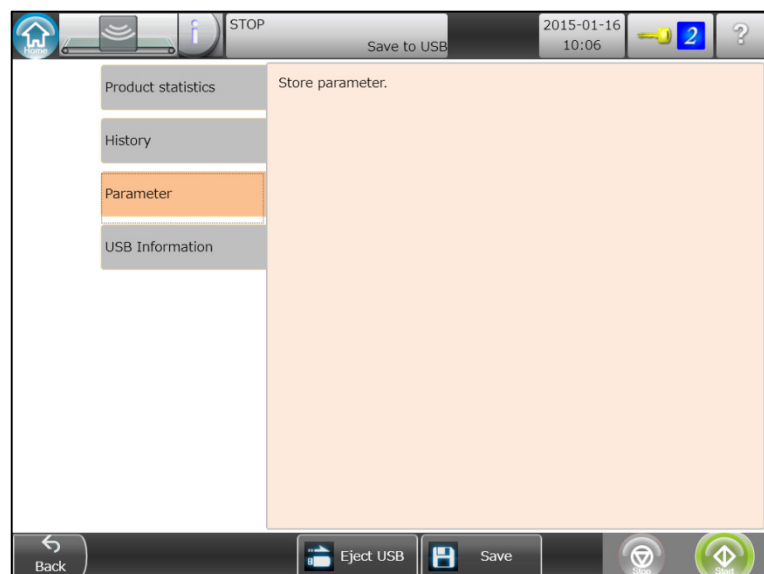 STOP
Save to USB
2015-01-16
10:06
2
?
Home
i
Product statistics
History
Parameter
USB Information
Store parameter.
Back
Eject USB
Save
Stop
Start